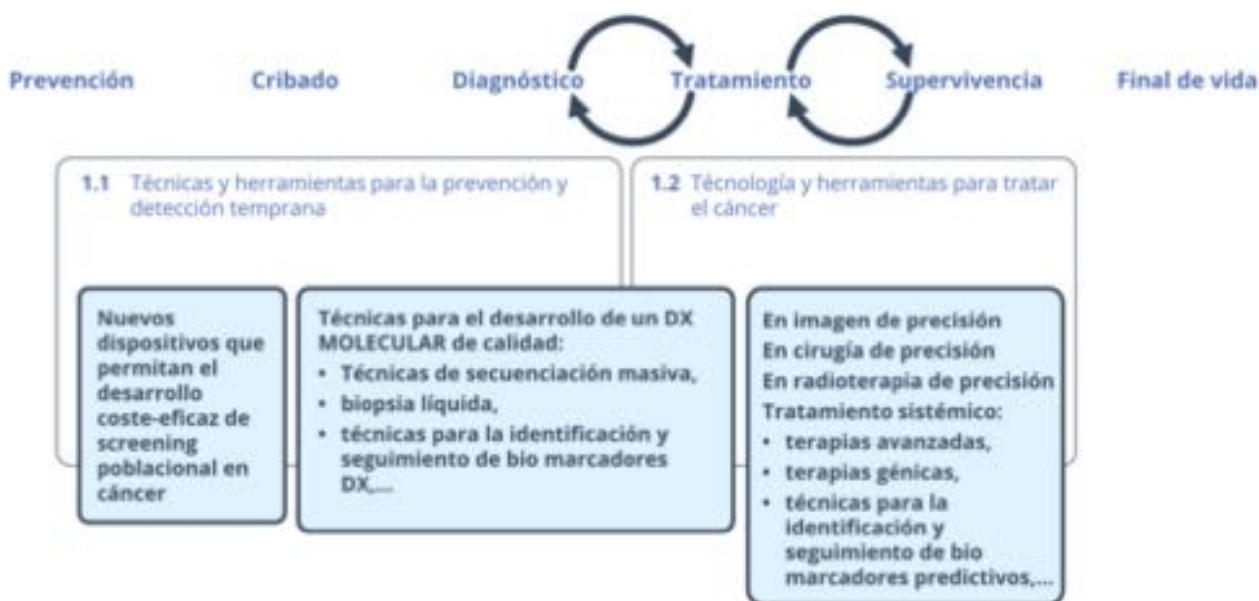 Prevención Cribado Diagnóstico Tratamiento Supervivencia Final de vida
1.1 Técnicas y herramientas para la prevención y
detección temprana
1.2 Técnología y herramientas para tratar
el cáncer
Nuevos
dispositivos que
permitan el
desarrollo
coste-eficaz de
screening
poblacional en
cáncer
Técnicas para el desarrollo de un DX
MOLECULAR de calidad:
• Técnicas de secuenciación masiva,
• biopsia líquida,
• técnicas para la identificación y
seguimiento de bio marcadores
DX,...
En imagen de precisión
En cirugía de precisión
En radioterapia de precisión
Tratamiento sistémico:
• terapias avanzadas,
• terapias génicas,
• técnicas para la
identificación y
seguimiento de bio
marcadores predictivos,...